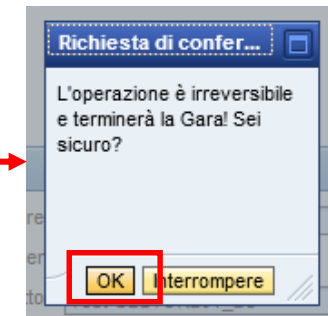 Richiesta di confer...
L'operazione è irreversibile
e terminerà la Gara! Sei
sicuro?
OK Interrompere